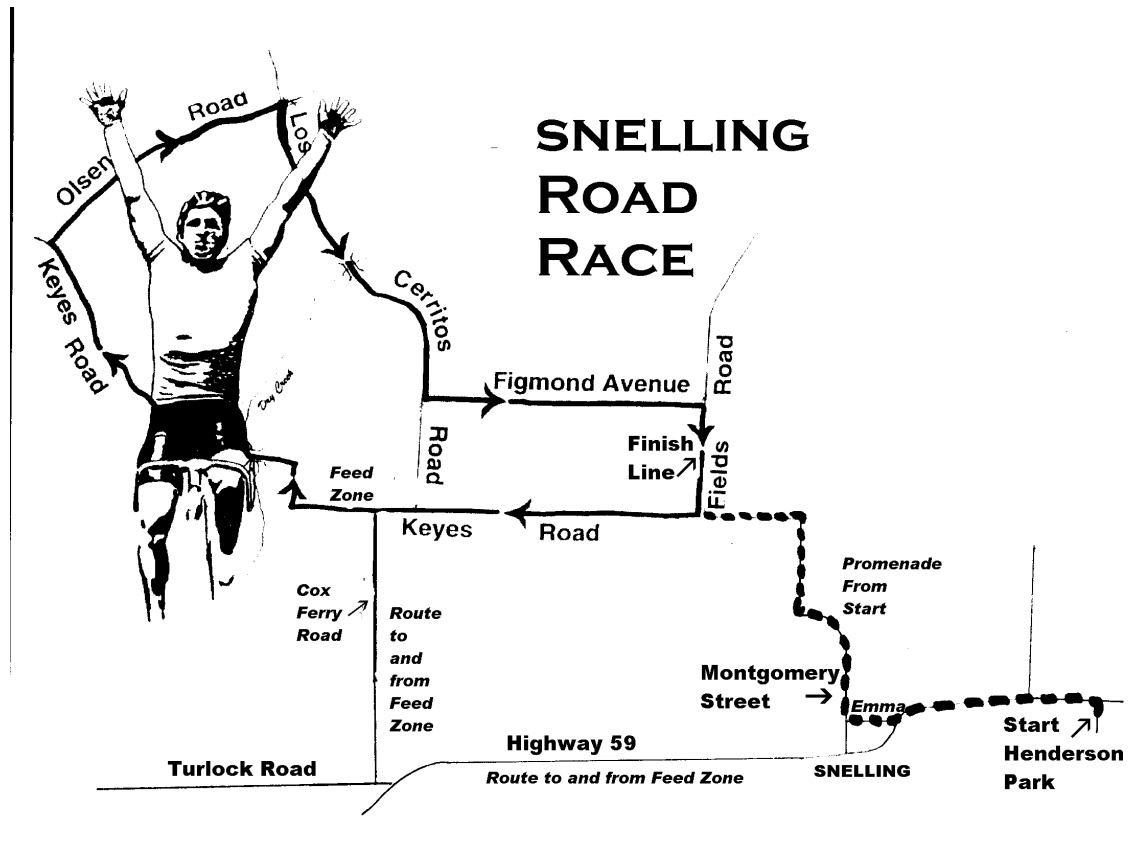 SNELLING
ROAD
RACE
Olsen Road
Los
Cerritos
Road
Keyes
Road
Figmond Avenue
Road
Fields
Finish
Line
Feed
Zone
Keyes Road
Cox
Ferry
Road
Route
to
and
from
Feed
Zone
Promenade
From
Start
Montgomery
Street
Emma
Start
Henderson
Park
Highway 59
Route to and from Feed Zone
SNELLING
Turlock Road